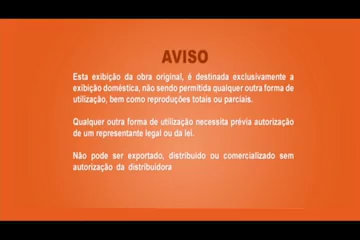 AVISO
Esta exibição da obra original, é destinada exclusivamente a
exibição doméstica, não sendo permitida qualquer outra forma de
utilização, bem como reproduções totais ou parciais.
Qualquer outra forma de utilização necessita prévia autorização
de um representante legal ou da lei.
Não pode ser exportado, distribuido ou comercializado sem
autorização da distribuidora